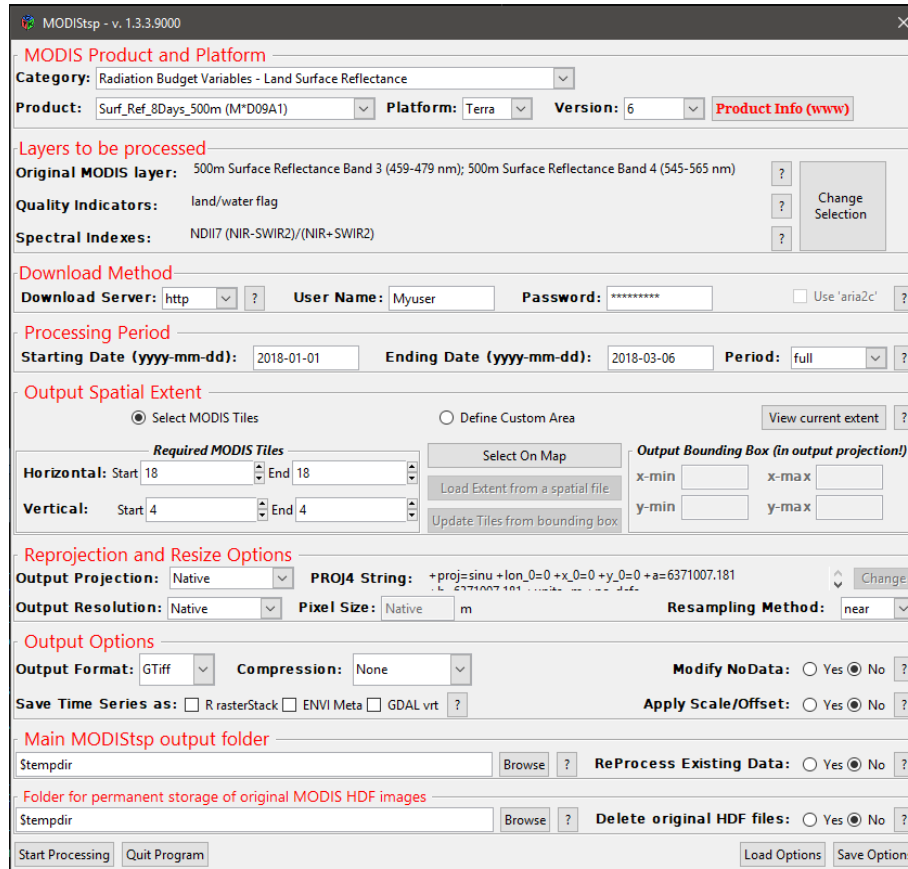 MODIStsp - v. 1.3.3.9000
MODIS Product and Platform
Category: Radiation Budget Variables - Land Surface Reflectance
Product: Surf_Ref_8Days_500m (M*D09A1) Platform: Terra Version: 6 Product Info (www)
Layers to be processed
Original MODIS layer: 500m Surface Reflectance Band 3 (459-479 nm); 500m Surface Reflectance Band 4 (545-565 nm) ?
Quality Indicators: land/water flag ?
Change
Selection
Spectral Indexes: NDII7 (NIR-SWIR2)/(NIR+SWIR2) ?
Download Method
Download Server: http ? User Name: Myuser Password: ********* Use 'aria2c' ?
Processing Period
Starting Date (yyyy-mm-dd): 2018-01-01 Ending Date (yyyy-mm-dd): 2018-03-06 Period: full ?
Output Spatial Extent
Select MODIS Tiles Define Custom Area View current extent ?
Required MODIS Tiles Select On Map Output Bounding Box (in output projection!)
Horizontal: Start 18 End 18 x-min x-max
Load Extent from a spatial file
Vertical: Start 4 End 4 y-min y-max
Update Tiles from bounding box
Reprojection and Resize Options
Output Projection: Native PROJ4 String: +proj=sinu +lon_0=0 +x_0=0 +y_0=0 +a=6371007.181 Change
Output Resolution: Native Pixel Size: Native m Resampling Method: near
Output Options
Output Format: GTiff Compression: None Modify NoData: Yes No ?
Save Time Series as: R rasterStack ENVI Meta GDAL vrt ? Apply Scale/Offset: Yes No ?
Main MODIStsp output folder
$tempdir Browse ? ReProcess Existing Data: Yes No ?
Folder for permanent storage of original MODIS HDF images
$tempdir Browse ? Delete original HDF files: Yes No ?
Start Processing Quit Program Load Options Save Option